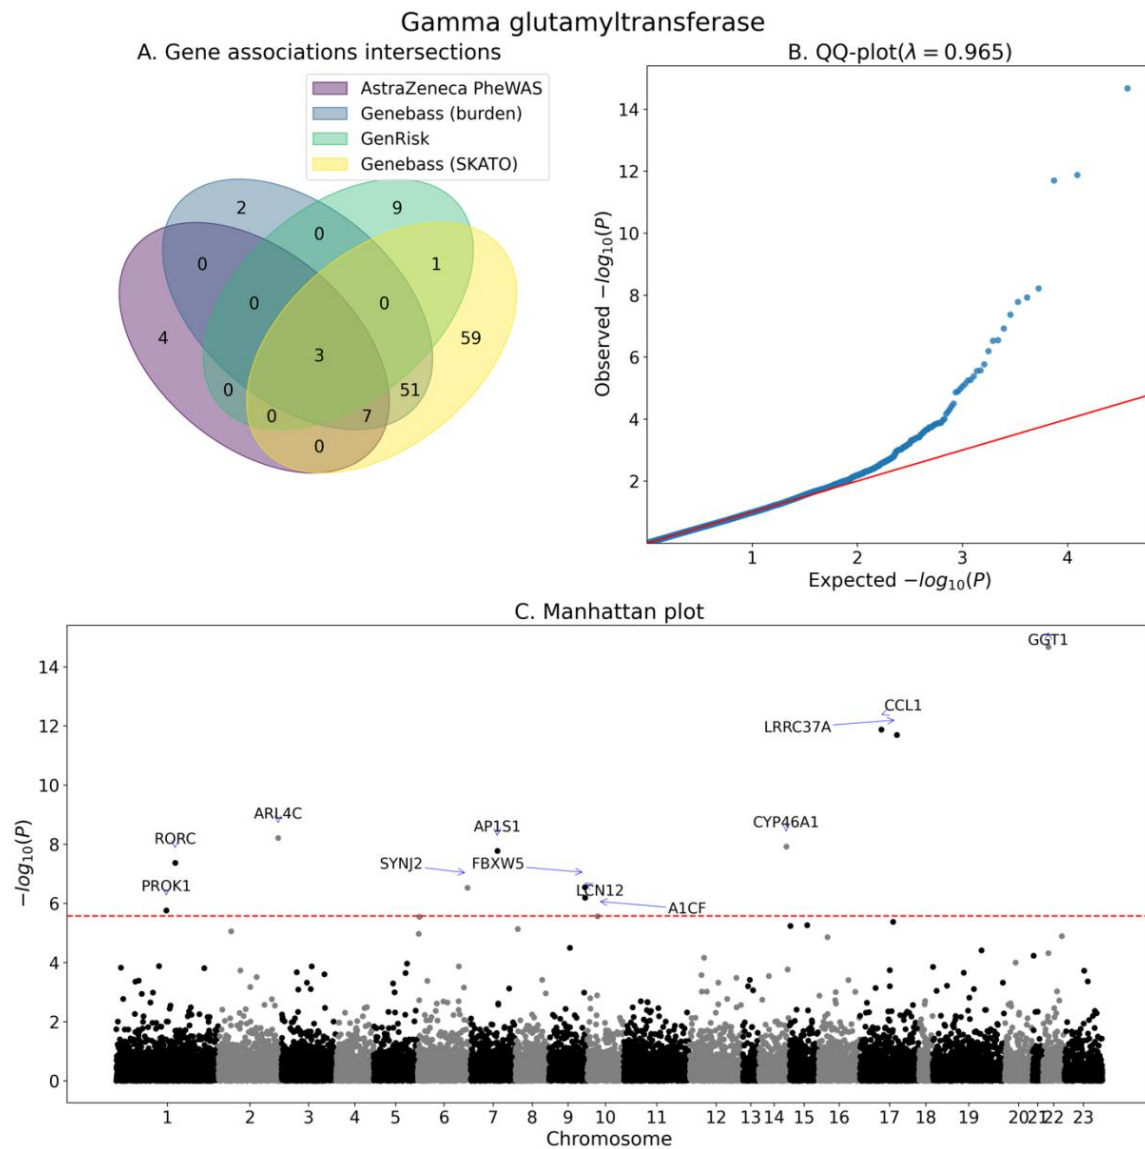 Gamma glutamyltransferase
A. Gene associations intersections
AstraZeneca PheWAS
Genebass (burden)
GenRisk
Genebass (SKATO)
2
9
0
0
1
0
0
4
59
3
0
51
0
7
0
B. QQ-plot(λ = 0.965)
Observed −log₁₀(P)
14
12
10
8
6
4
2
1
2
3
4
Expected −log₁₀(P)
C. Manhattan plot
−log₁₀(P)
14
12
10
8
6
4
2
0
GGT1
CCL1
LRRC37A
ARL4C
CYP46A1
AP1S1
RORC
SYNJ2
FBXW5
PROK1
LCN12
A1CF
1 2 3 4 5 6 7 8 9 10 11 12 13 14 15 16 17 18 19 20 21 22 23
Chromosome